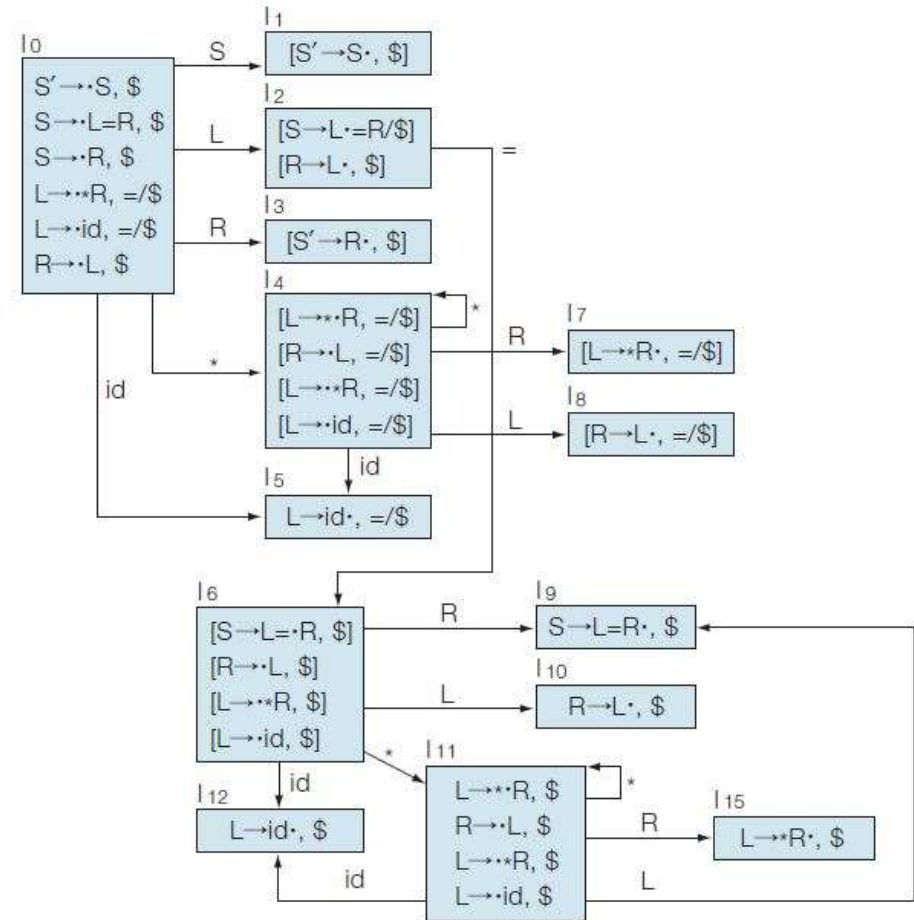 I0
S′→·S, $
S→·L=R, $
S→·R, $
L→·*R, =/$
L→·id, =/$
R→·L, $
S
L
R
*
id
I1
[S′→S·, $]
I2
[S→L·=R/$]
[R→L·, $]
=
I3
[S′→R·, $]
I4
[L→*·R, =/$]
[R→·L, =/$]
[L→·*R, =/$]
[L→·id, =/$]
*
R
L
id
I7
[L→*R·, =/$]
I8
[R→L·, =/$]
I5
L→id·, =/$
I6
[S→L=·R, $]
[R→·L, $]
[L→·*R, $]
[L→·id, $]
R
L
*
id
I9
S→L=R·, $
I10
R→L·, $
I11
L→*·R, $
R→·L, $
L→·*R, $
L→·id, $
*
R
L
id
I12
L→id·, $
I15
L→*R·, $